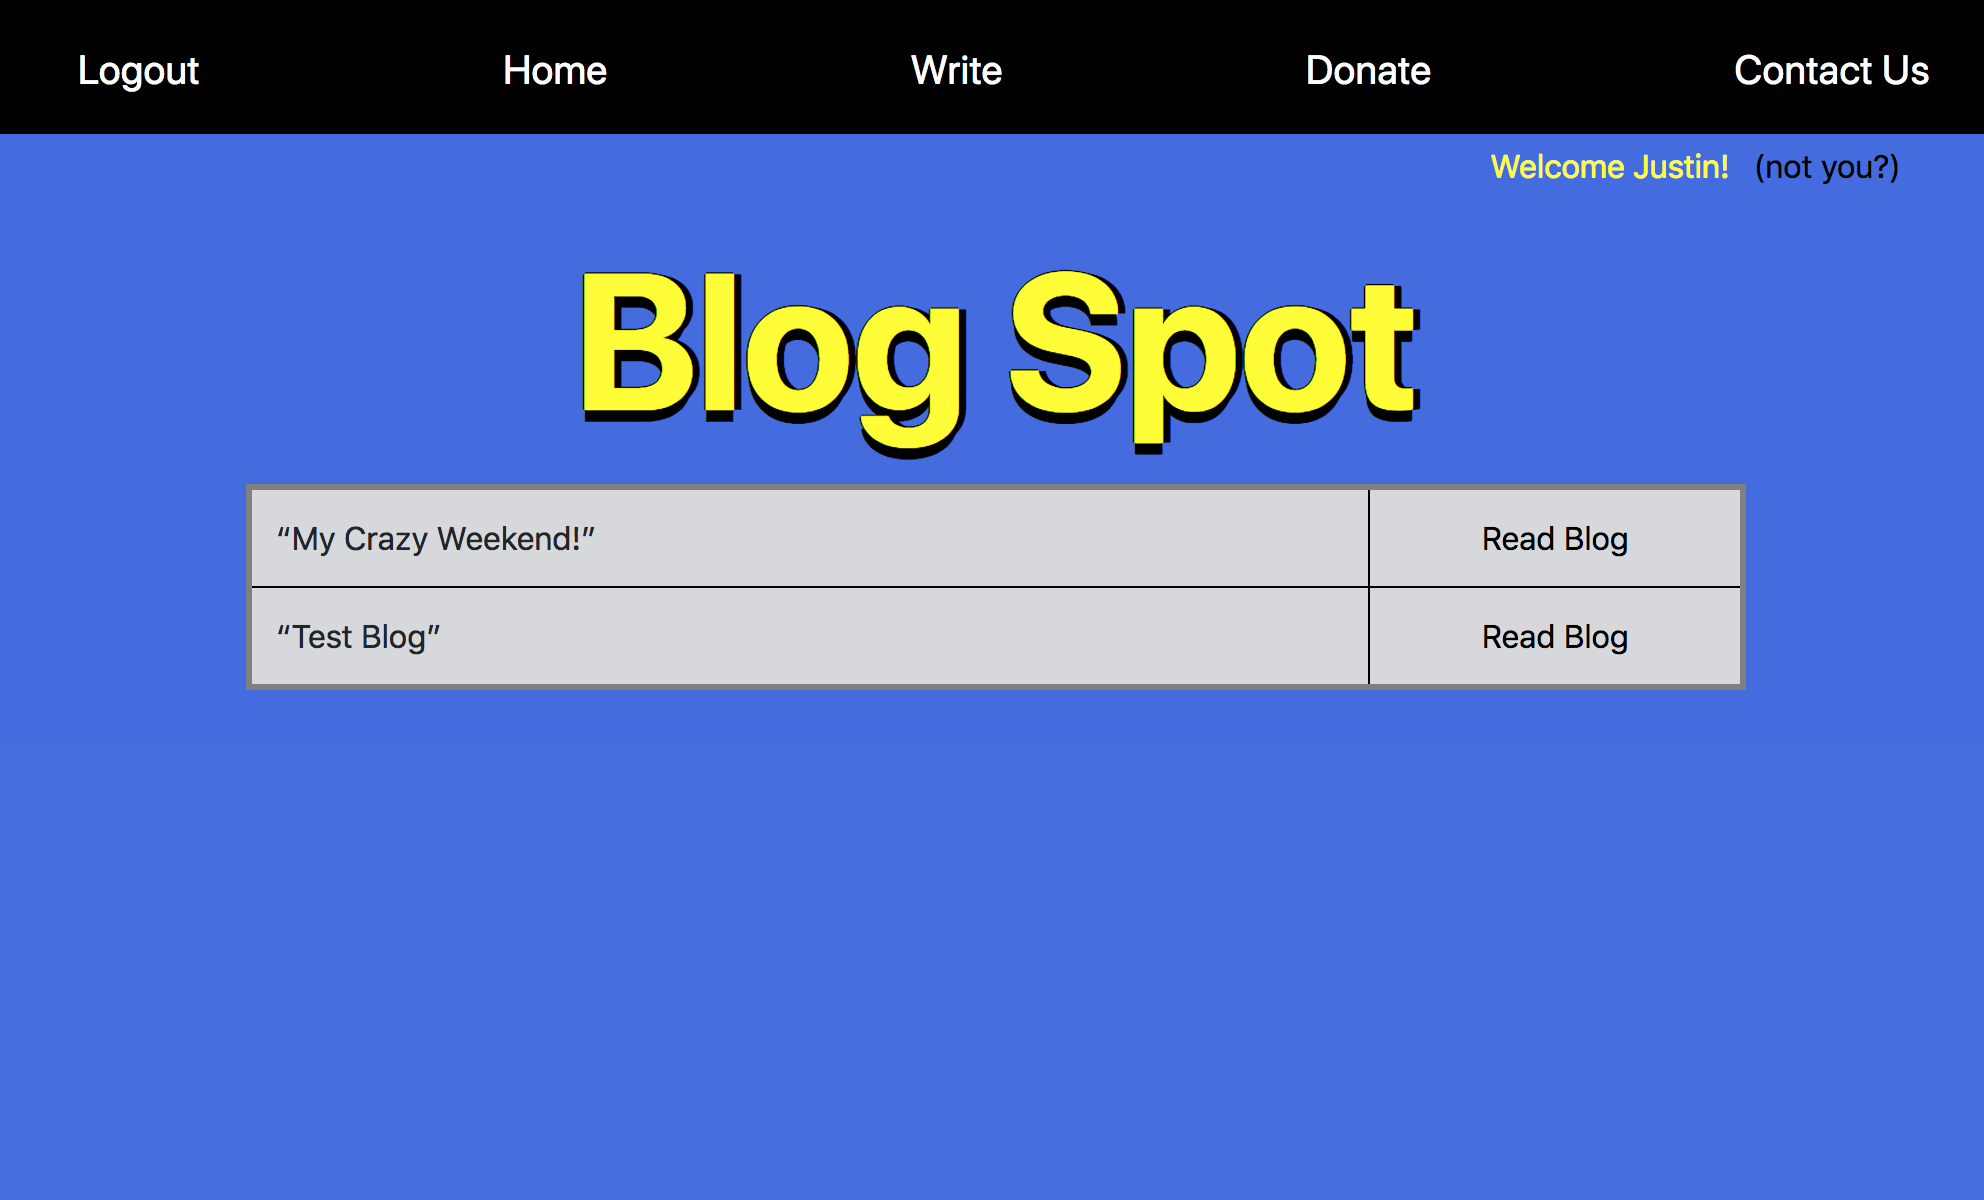 Logout Home Write Donate Contact Us
Welcome Justin! (not you?)
Blog Spot
“My Crazy Weekend!” Read Blog
“Test Blog” Read Blog